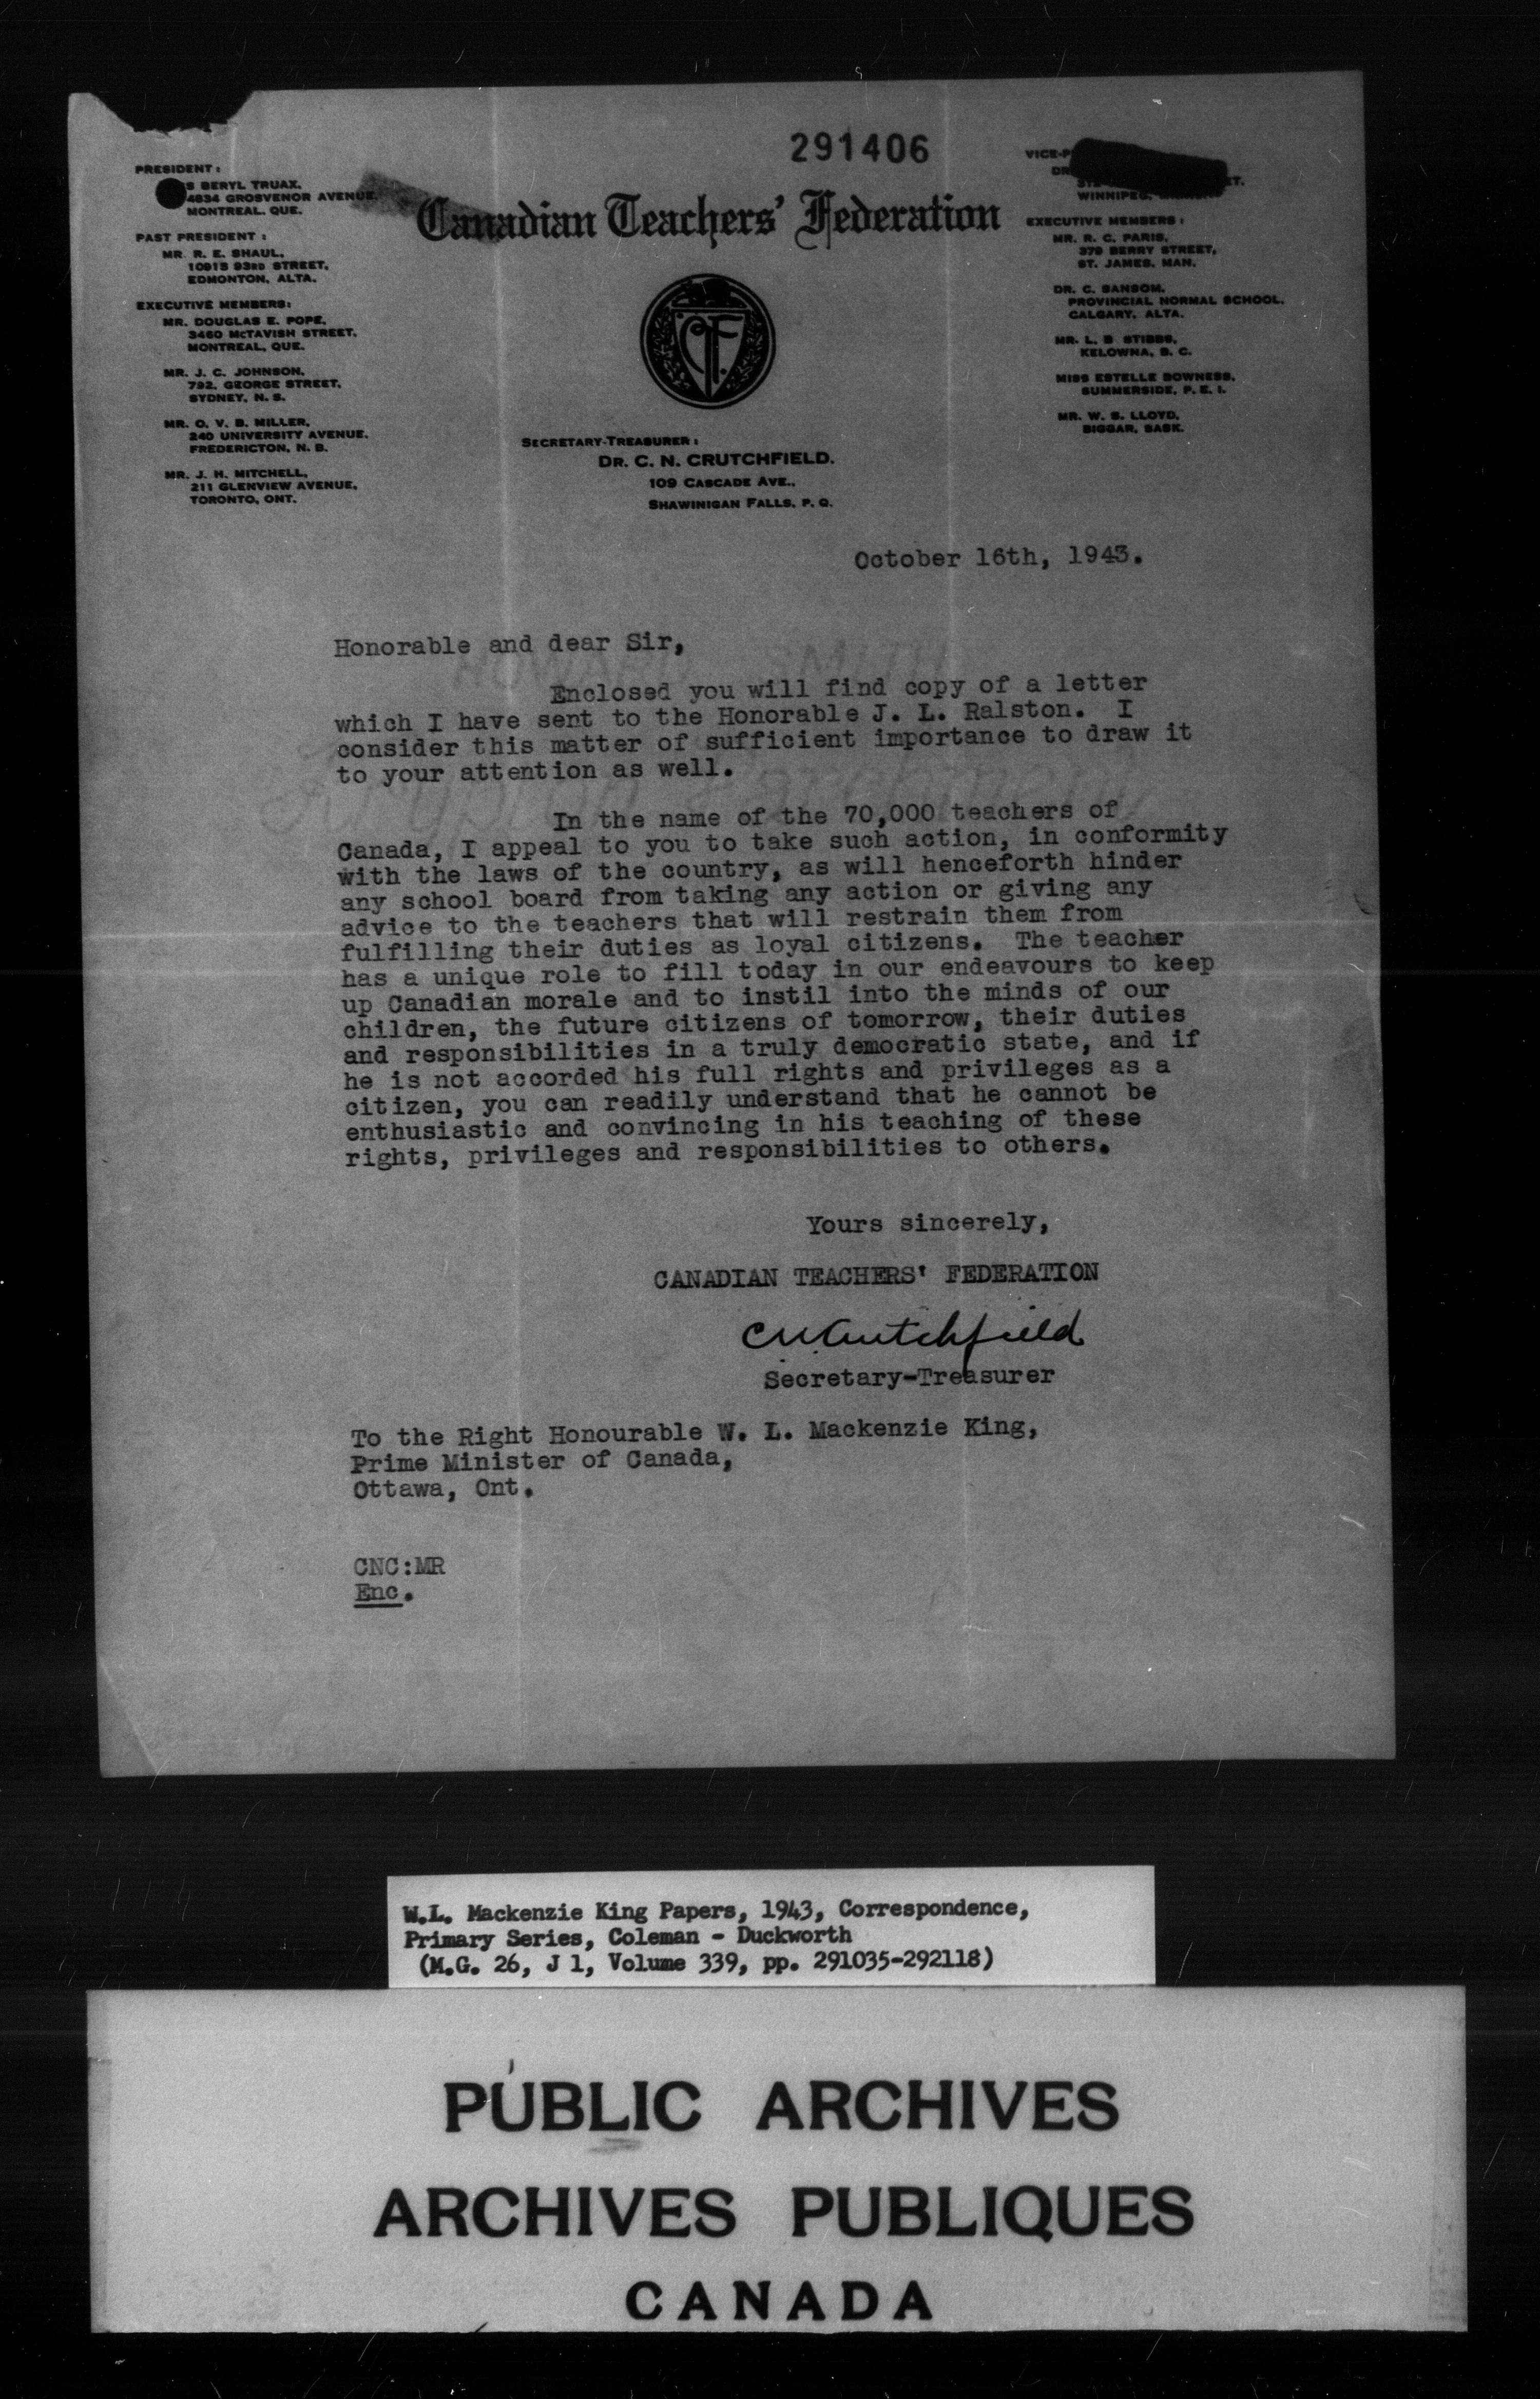 291406
PRESIDENT:
S BERYL TRUAX,
4834 GROSVENOR AVENUE.
MONTREAL, QUE.
PAST PRESIDENT:
MR. R. E. SHAUL,
10915 93RD STREET,
EDMONTON, ALTA.
EXECUTIVE MEMBERS:
MR. DOUGLAS E. POPE,
3460 MCTAVISH STREET,
MONTREAL, QUE.
MR. J. C. JOHNSON,
792, GEORGE STREET,
SYDNEY, N. S.
MR. O. V. B. MILLER,
240 UNIVERSITY AVENUE,
FREDERICTON, N. B.
MR. J. H. MITCHELL,
211 GLENVIEW AVENUE,
TORONTO, ONT.
Canadian Teachers' Federation
CTF
SECRETARY-TREASURER:
DR. C. N. CRUTCHFIELD.
109 CASCADE AVE.,
SHAWINIGAN FALLS, P. Q.
VICE-P
DR
WINNIPEG,
EXECUTIVE MEMBERS:
MR. R. C. PARIS,
379 BERRY STREET,
ST. JAMES, MAN.
DR. C. SANSOM,
PROVINCIAL NORMAL SCHOOL,
CALGARY, ALTA.
MR. L. B STIBBS,
KELOWNA, B. C.
MISS ESTELLE BOWNESS,
SUMMERSIDE, P. E. I.
MR. W. S. LLOYD,
BIGGAR, SASK.
October 16th, 1943.
Honorable and dear Sir,
HOWARD SMITH
Enclosed you will find copy of a letter
which I have sent to the Honorable J. L. Ralston. I
consider this matter of sufficient importance to draw it
to your attention as well.
In the name of the 70,000 teachers of
Canada, I appeal to you to take such action, in conformity
with the laws of the country, as will henceforth hinder
any school board from taking any action or giving any
advice to the teachers that will restrain them from
fulfilling their duties as loyal citizens. The teacher
has a unique role to fill today in our endeavours to keep
up Canadian morale and to instil into the minds of our
children, the future citizens of tomorrow, their duties
and responsibilities in a truly democratic state, and if
he is not accorded his full rights and privileges as a
citizen, you can readily understand that he cannot be
enthusiastic and convincing in his teaching of these
rights, privileges and responsibilities to others.
Yours sincerely,
CANADIAN TEACHERS' FEDERATION
CNCrutchfield
Secretary-Treasurer
To the Right Honourable W. L. Mackenzie King,
Prime Minister of Canada,
Ottawa, Ont.
CNC:MR
Enc.
W.L. Mackenzie King Papers, 1943, Correspondence,
Primary Series, Coleman - Duckworth
(M.G. 26, J 1, Volume 339, pp. 291035-292118)
PUBLIC ARCHIVES
ARCHIVES PUBLIQUES
CANADA